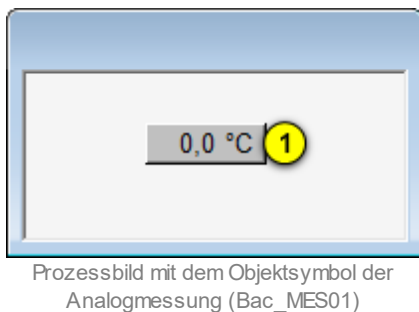 0,0 °C 1
Prozessbild mit dem Objektsymbol der
Analogmessung (Bac_MES01)